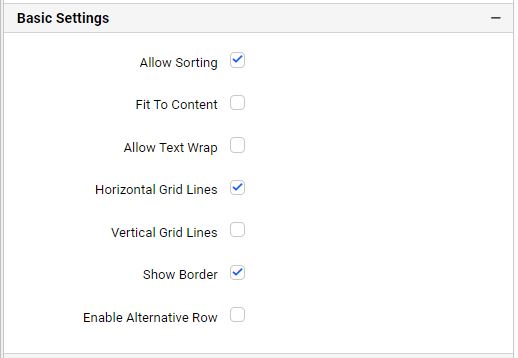 Basic Settings
Allow Sorting
Fit To Content
Allow Text Wrap
Horizontal Grid Lines
Vertical Grid Lines
Show Border
Enable Alternative Row